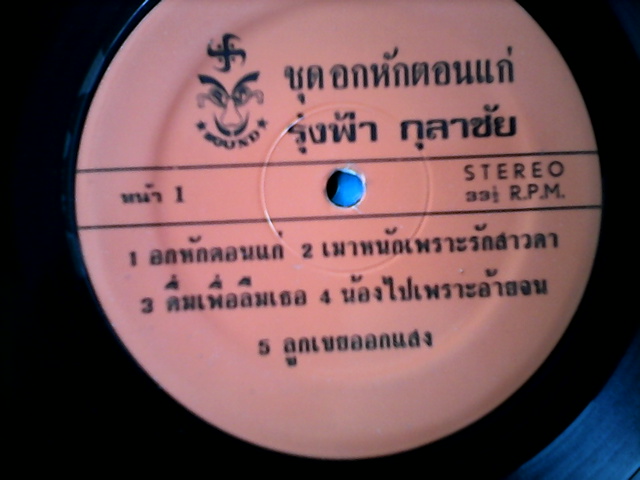 ชุด อกหักตอนแก่
รุ่งฟ้า กุลาชัย
SOUND
STEREO
หน้า 1
33⅓ R.P.M.
1 อกหักตอนแก่ 2 เมาหนักเพราะรักสาวดา
3 ดื่มเพื่อลืมเธอ 4 น้องไปเพราะอ้ายจน
5 ลูกเขยออกแสง